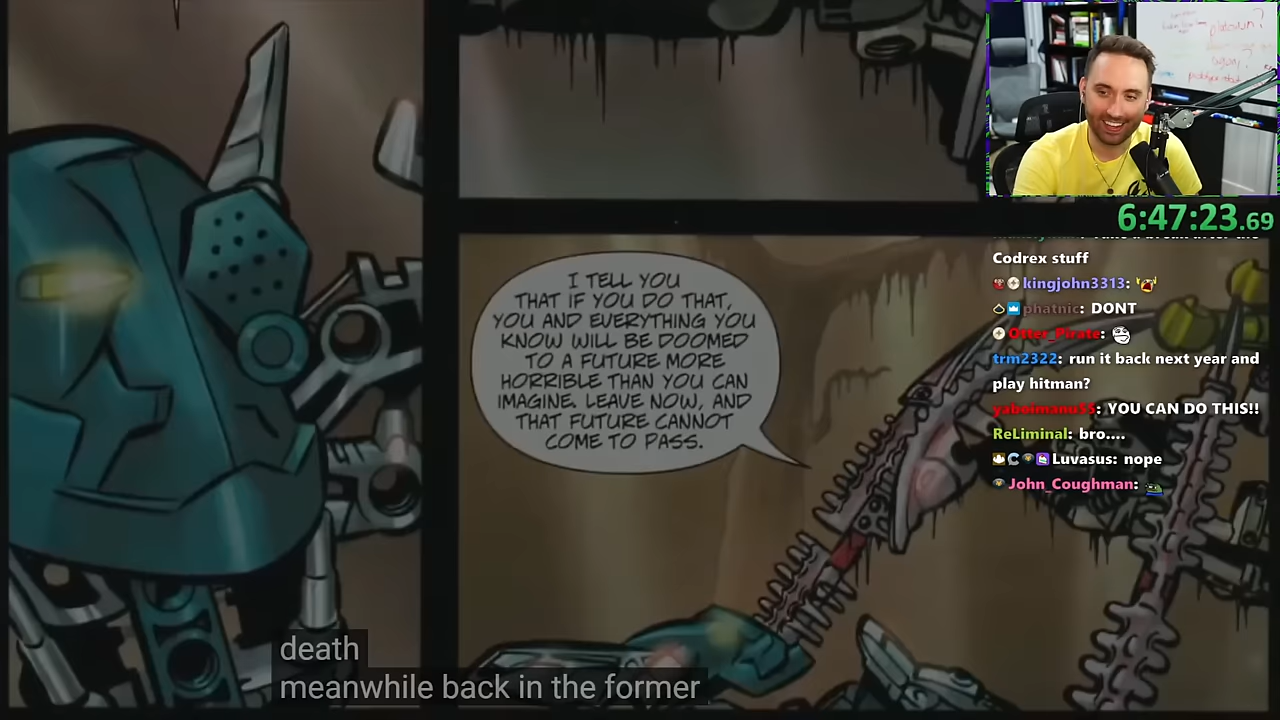 I TELL YOU
THAT IF YOU DO THAT,
YOU AND EVERYTHING YOU
KNOW WILL BE DOOMED
TO A FUTURE MORE
HORRIBLE THAN YOU CAN
IMAGINE. LEAVE NOW, AND
THAT FUTURE CANNOT
COME TO PASS.
death
meanwhile back in the former
6:47:23.69
Codrex stuff
kingjohn3313:
phatnic: DONT
Otter_Pirate:
trm2322: run it back next year and
play hitman?
yaboimanu55: YOU CAN DO THIS!!
ReLiminal: bro....
Luvasus: nope
John_Coughman: